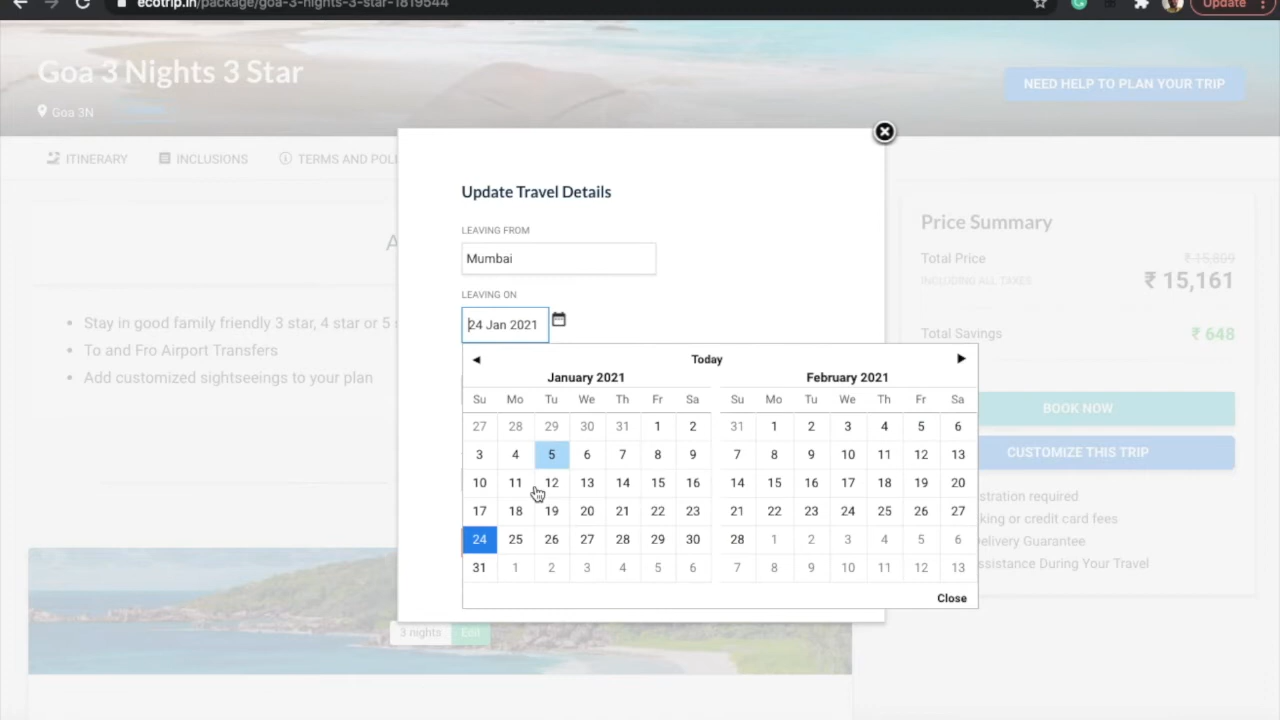 ecotrip.in/package/goa-3-nights-3-star-1819544
Update
Goa 3 Nights 3 Star
Goa 3N
NEED HELP TO PLAN YOUR TRIP
ITINERARY
INCLUSIONS
TERMS AND POLI
A
Stay in good family friendly 3 star, 4 star or 5 s
To and Fro Airport Transfers
Add customized sightseeings to your plan
Update Travel Details
LEAVING FROM
Mumbai
LEAVING ON
24 Jan 2021
Today
January 2021
Su Mo Tu We Th Fr Sa
27 28 29 30 31 1 2
3 4 5 6 7 8 9
10 11 12 13 14 15 16
17 18 19 20 21 22 23
24 25 26 27 28 29 30
31 1 2 3 4 5 6
February 2021
Su Mo Tu We Th Fr Sa
31 1 2 3 4 5 6
7 8 9 10 11 12 13
14 15 16 17 18 19 20
21 22 23 24 25 26 27
28 1 2 3 4 5 6
7 8 9 10 11 12 13
Close
3 nights Edit
Price Summary
Total Price ₹ 15,809
INCLUDING ALL TAXES ₹ 15,161
Total Savings ₹ 648
BOOK NOW
CUSTOMIZE THIS TRIP
stration required
king or credit card fees
elivery Guarantee
ssistance During Your Travel